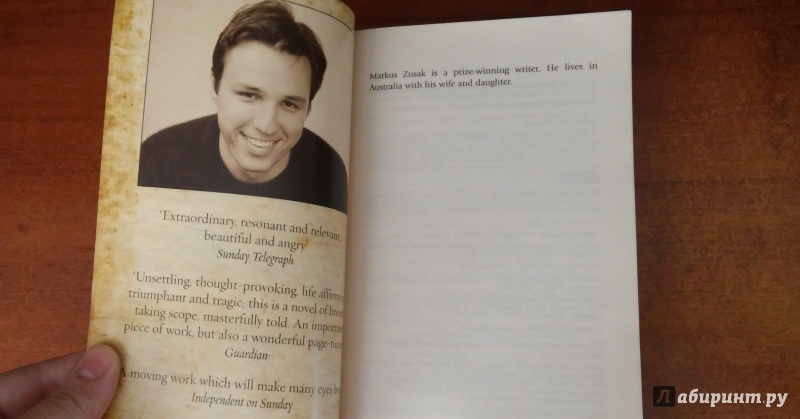 'Extraordinary, resonant and relevant,
beautiful and angry'
Sunday Telegraph
'Unsettling, thought-provoking, life
triumphant and tragic, this is a novel of
taking scope, masterfully told. An important
piece of work, but also a wonderful
Guardian
A moving work which will make many eyes
Independent on Sunday
Markus Zusak is a prize-winning writer. He lives in
Australia with his wife and daughter.
Лабиринт.ру